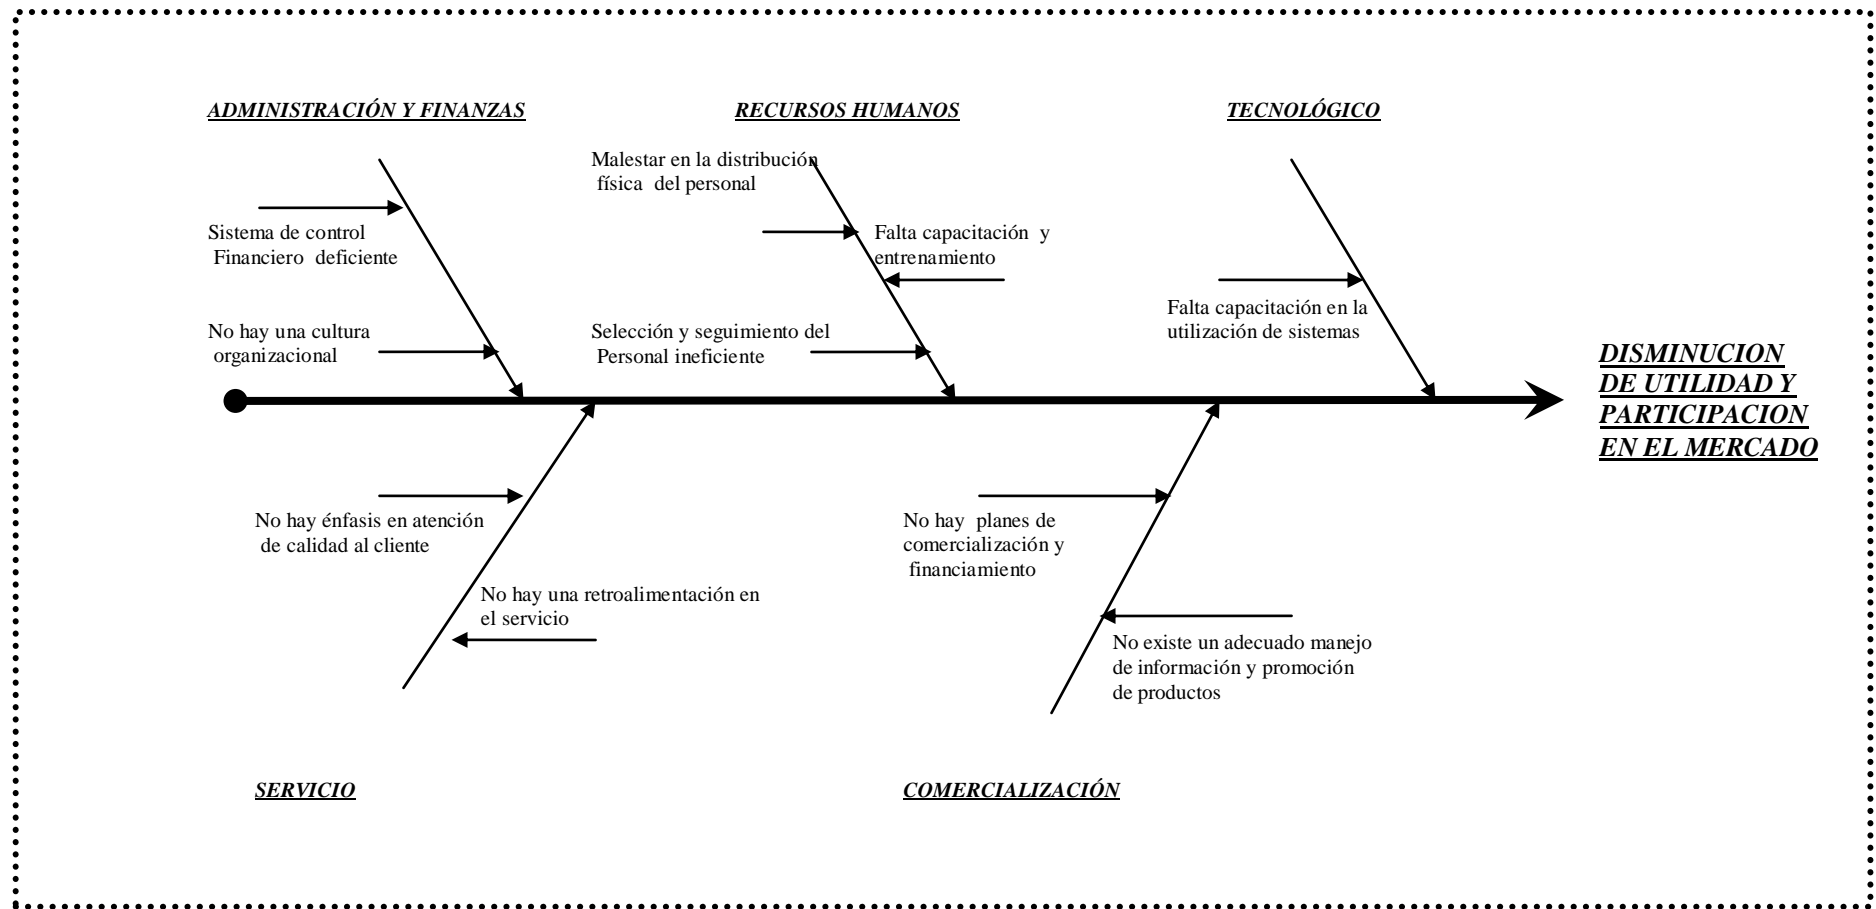 ADMINISTRACIÓN Y FINANZAS
RECURSOS HUMANOS
TECNOLÓGICO
Malestar en la distribución
física del personal
Sistema de control
Financiero deficiente
Falta capacitación y
entrenamiento
No hay una cultura
organizacional
Selección y seguimiento del
Personal ineficiente
Falta capacitación en la
utilización de sistemas
DISMINUCION
DE UTILIDAD Y
PARTICIPACION
EN EL MERCADO
No hay énfasis en atención
de calidad al cliente
No hay una retroalimentación en
el servicio
No hay planes de
comercialización y
financiamiento
No existe un adecuado manejo
de información y promoción
de productos
SERVICIO
COMERCIALIZACIÓN